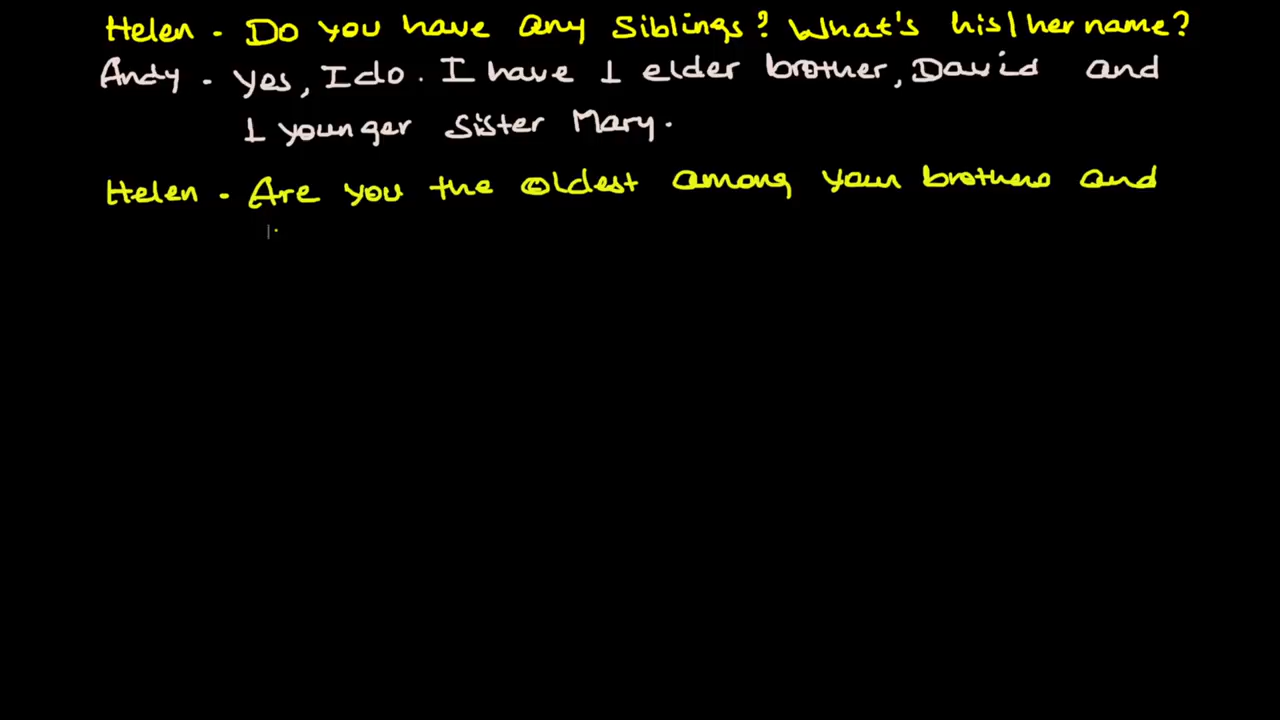 Helen - Do you have any Siblings? What's his/her name?
Andy - Yes, I do. I have 1 elder brother, David and
1 younger Sister Mary.
Helen - Are you the oldest among your brothers and